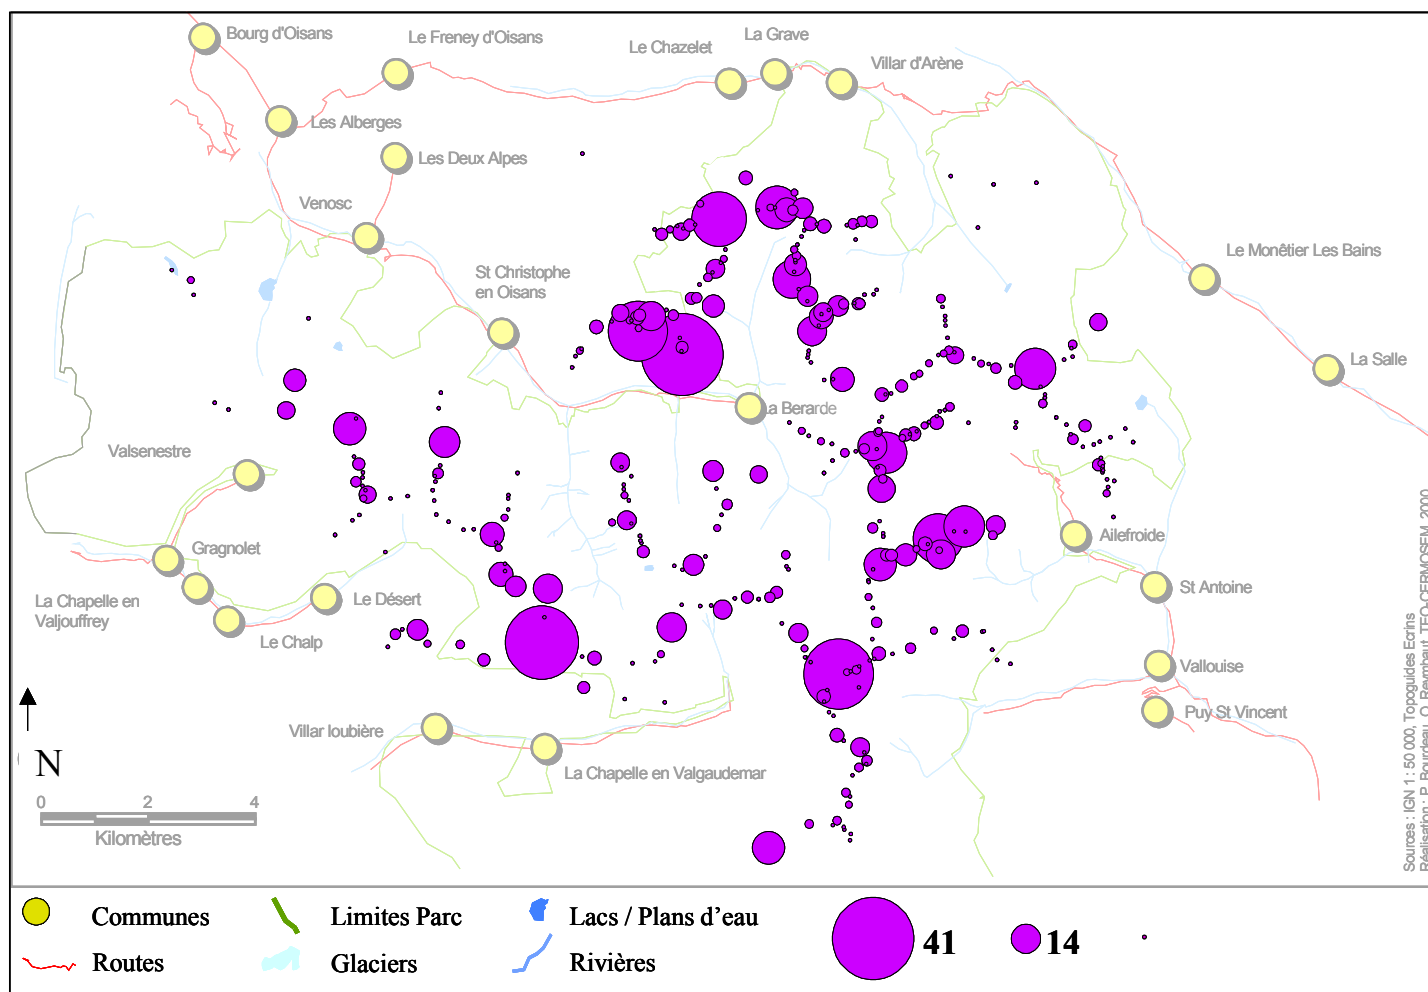 Bourg d'Oisans
Le Freney d'Oisans
Le Chazelet
La Grave
Villar d'Arène
Les Alberges
Les Deux Alpes
Venosc
St Christophe
en Oisans
Le Monêtier Les Bains
La Salle
La Berarde
Valsenestre
Gragnolet
Ailefroide
La Chapelle en
Valjouffrey
Le Désert
St Antoine
Le Chalp
Vallouise
Puy St Vincent
Villar loubière
La Chapelle en Valgaudemar
N
0 2 4
Kilomètres
Sources : IGN 1 : 50 000, Topoguides Ecrins
Communes
Limites Parc
Lacs / Plans d'eau
41
14
Routes
Glaciers
Rivières